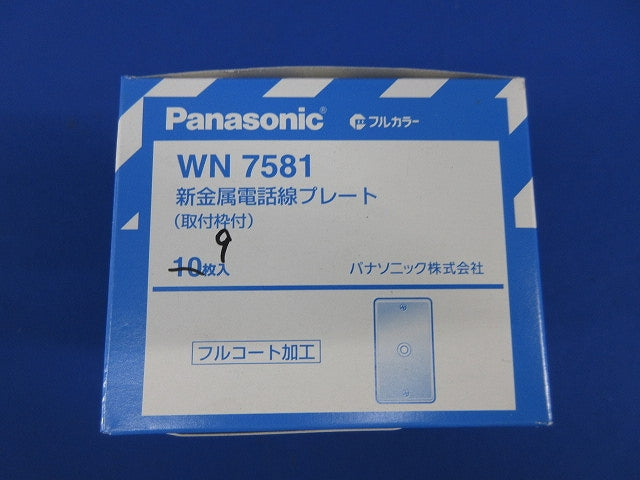 Panasonic® フルカラー
WN 7581
新金属電話線プレート
(取付枠付)
9
10枚入 パナソニック株式会社
フルコート加工